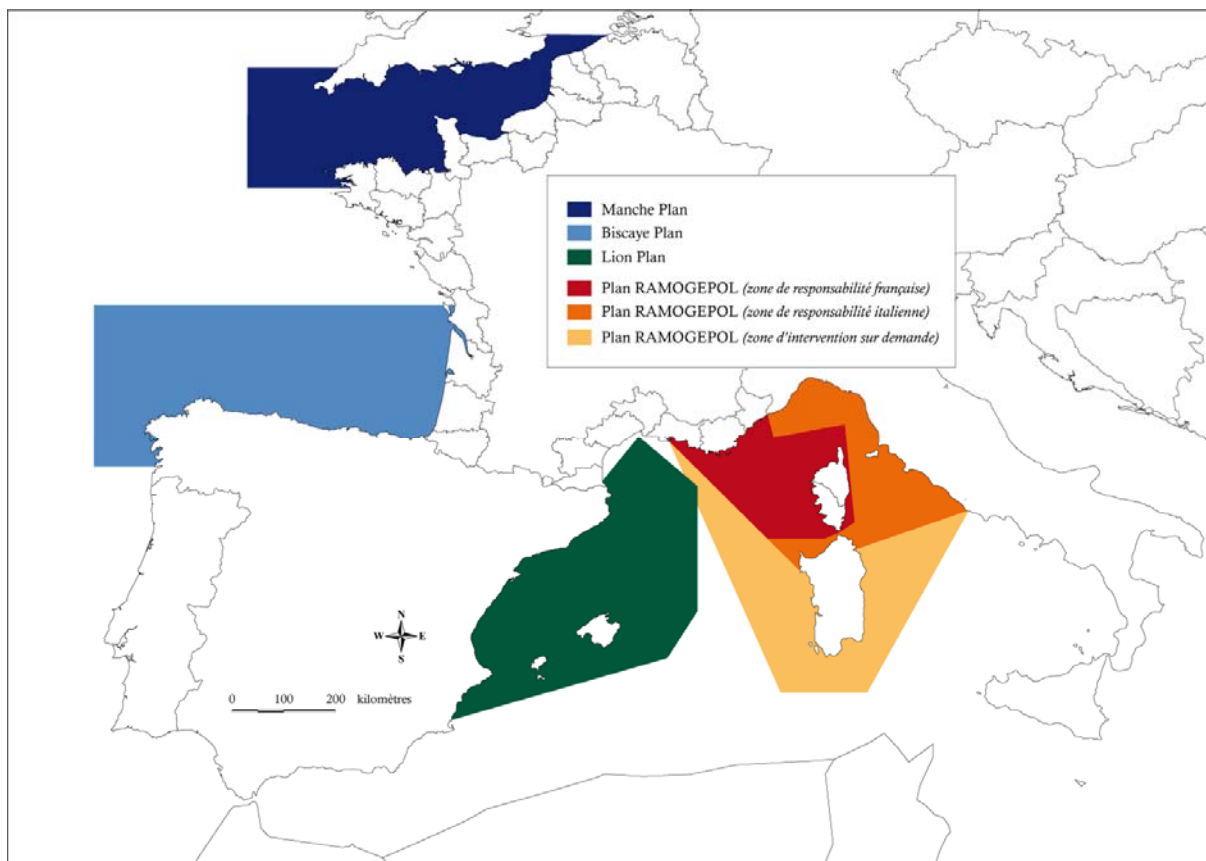 Manche Plan
Biscaye Plan
Lion Plan
Plan RAMOGEPOL (zone de responsabilité française)
Plan RAMOGEPOL (zone de responsabilité italienne)
Plan RAMOGEPOL (zone d'intervention sur demande)
N
W E
S
0 100 200 kilomètres